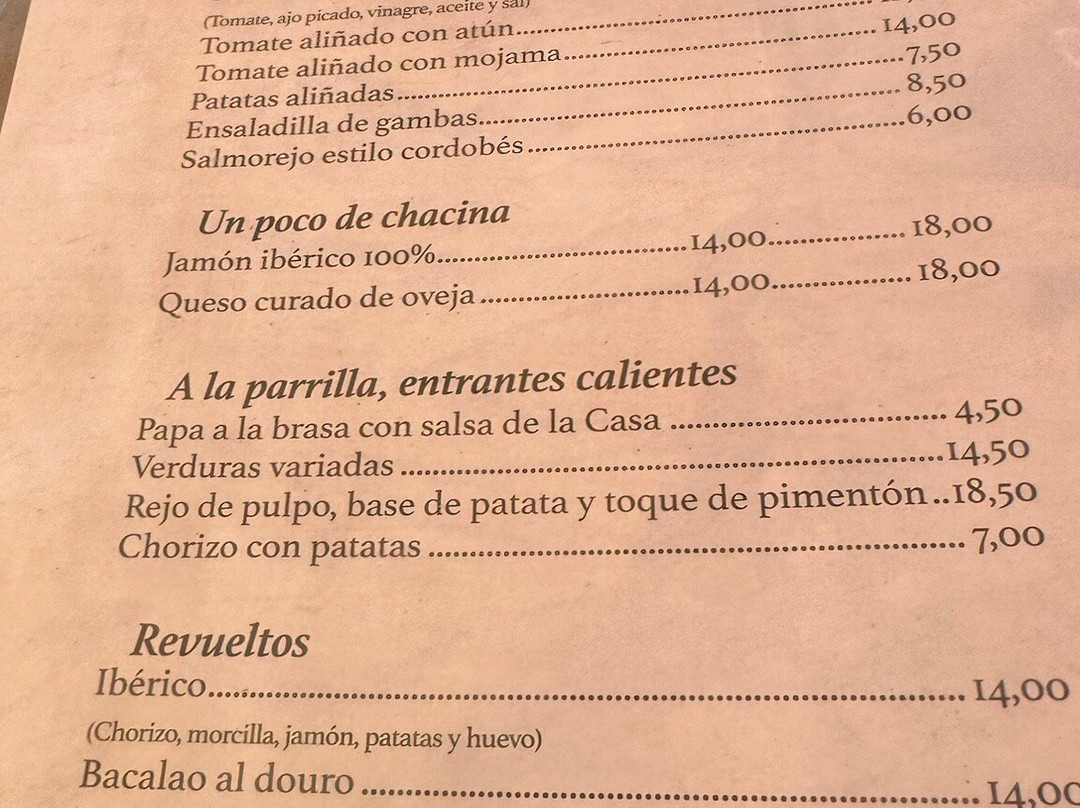 (Tomate, ajo picado, vinagre, aceite y sal)
Tomate aliñado con atún
Tomate aliñado con mojama 14,00
Patatas aliñadas 7,50
Ensaladilla de gambas 8,50
Salmorejo estilo cordobés 6,00
Un poco de chacina
Jamón ibérico 100% 14,00 18,00
Queso curado de oveja 14,00 18,00
A la parrilla, entrantes calientes
Papa a la brasa con salsa de la Casa 4,50
Verduras variadas 14,50
Rejo de pulpo, base de patata y toque de pimentón..18,50
Chorizo con patatas 7,00
Revueltos
Ibérico 14,00
(Chorizo, morcilla, jamón, patatas y huevo)
Bacalao al douro 14,00